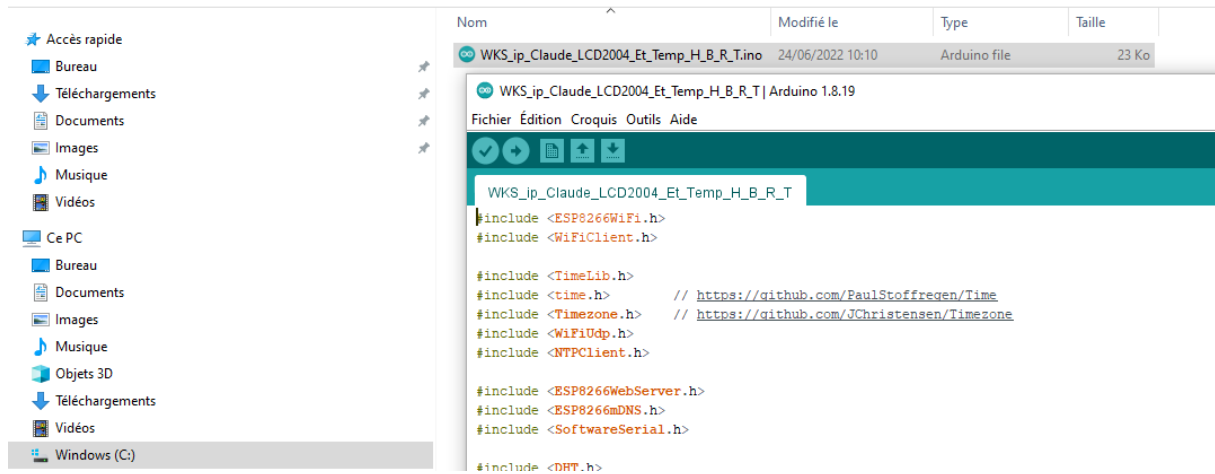 Nom Modifié le Type Taille
Accès rapide
Bureau
Téléchargements
Documents
Images
Musique
Vidéos
Ce PC
Bureau
Documents
Images
Musique
Objets 3D
Téléchargements
Vidéos
Windows (C:)
WKS_ip_Claude_LCD2004_Et_Temp_H_B_R_T.ino 24/06/2022 10:10 Arduino file 23 Ko
WKS_ip_Claude_LCD2004_Et_Temp_H_B_R_T | Arduino 1.8.19
Fichier Édition Croquis Outils Aide
WKS_ip_Claude_LCD2004_Et_Temp_H_B_R_T
#include <ESP8266WiFi.h>
#include <WiFiClient.h>
#include <TimeLib.h>
#include <time.h> // https://github.com/PaulStoffregen/Time
#include <Timezone.h> // https://github.com/JChristensen/Timezone
#include <WiFiUdp.h>
#include <NTPClient.h>
#include <ESP8266WebServer.h>
#include <ESP8266mDNS.h>
#include <SoftwareSerial.h>
#include <DHT.h>